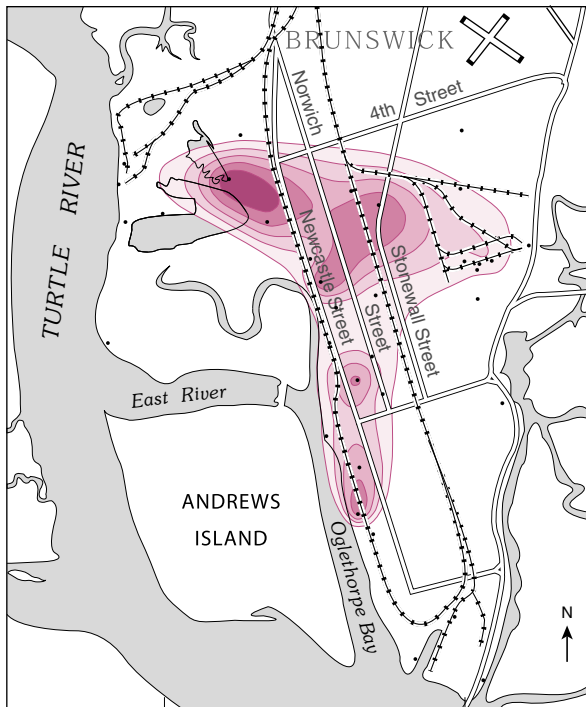 BRUNSWICK
Norwich
4th Street
TURTLE RIVER
Newcastle Street
Stonewall Street
Street
East River
ANDREWS
ISLAND
Oglethorpe Bay
N